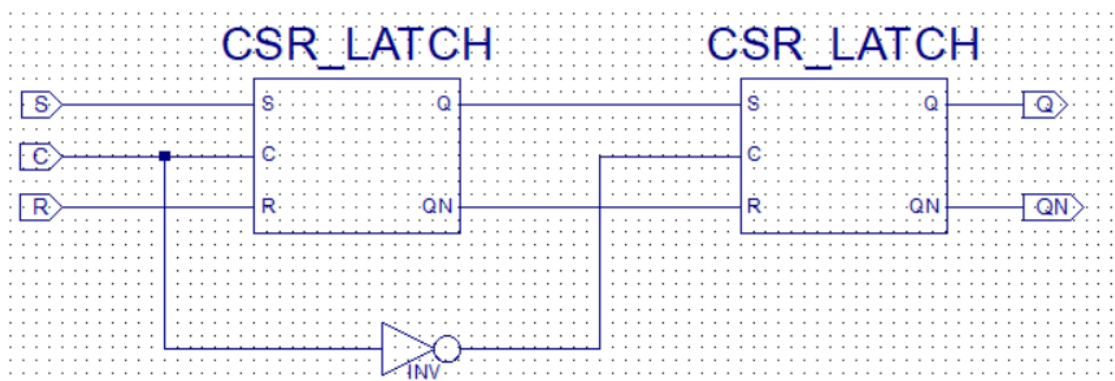 CSR_LATCH CSR_LATCH
S S Q S Q Q
C C C
R R QN R QN QN
INV